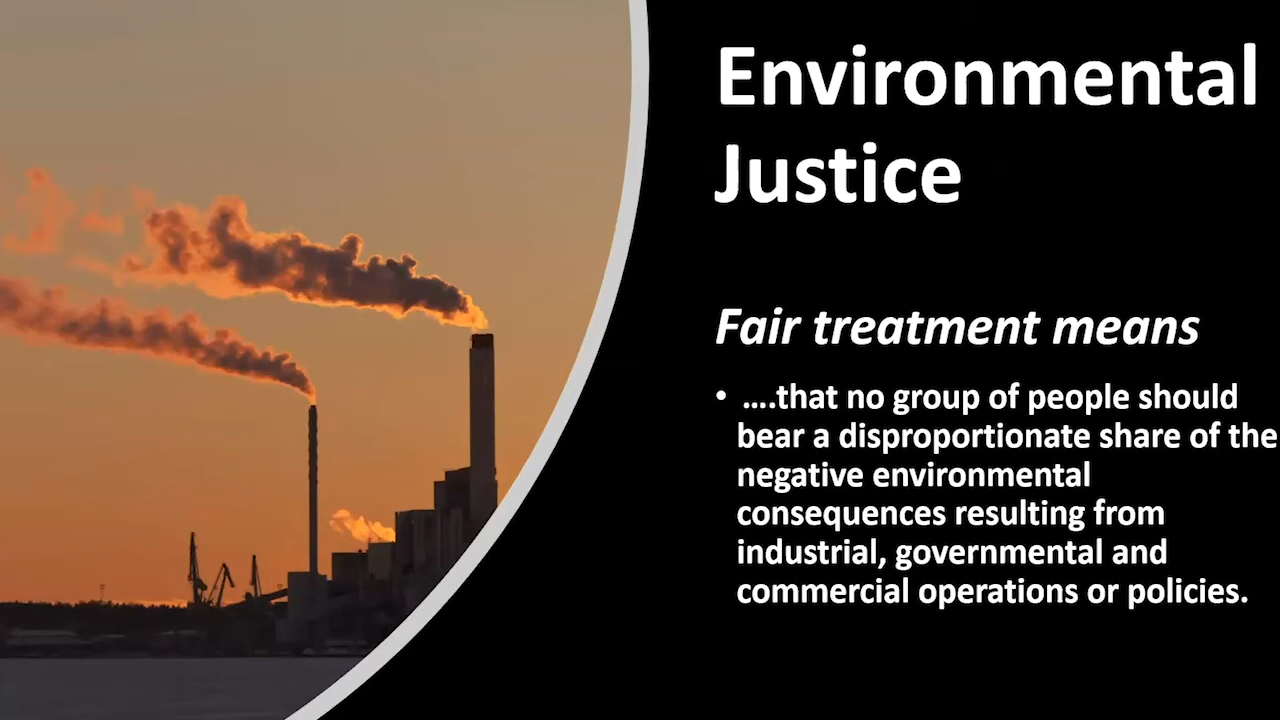 Environmental
Justice
Fair treatment means
• ....that no group of people should
bear a disproportionate share of the
negative environmental
consequences resulting from
industrial, governmental and
commercial operations or policies.